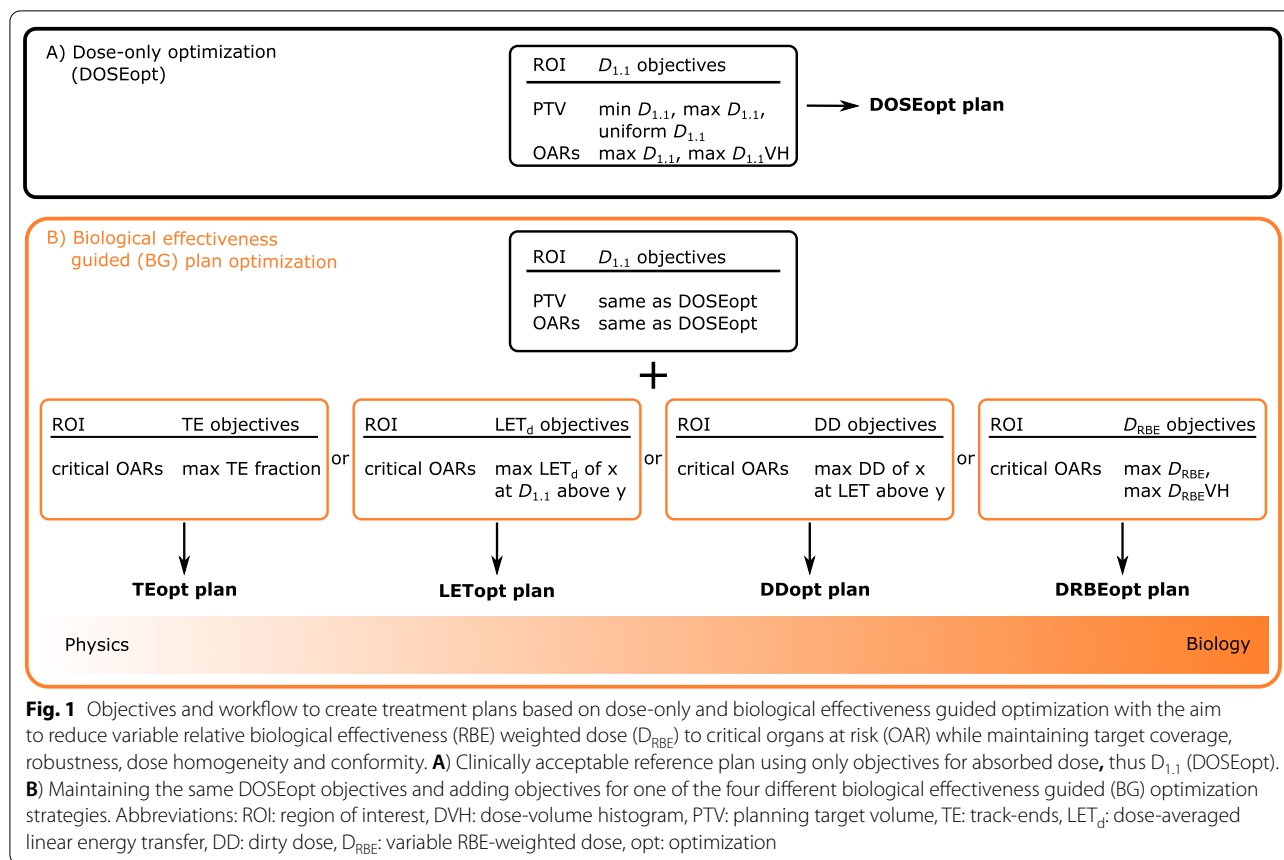 A) Dose-only optimization
(DOSEopt)
ROI D1.1 objectives
PTV min D1.1, max D1.1,
uniform D1.1
OARs max D1.1, max D1.1VH
DOSEopt plan
B) Biological effectiveness
guided (BG) plan optimization
ROI D1.1 objectives
PTV same as DOSEopt
OARs same as DOSEopt
+
ROI TE objectives
critical OARs max TE fraction
or
ROI LETd objectives
critical OARs max LETd of x
at D1.1 above y
or
ROI DD objectives
critical OARs max DD of x
at LET above y
or
ROI DRBE objectives
critical OARs max DRBE,
max DRBEVH
TEopt plan
LETopt plan
DDopt plan
DRBEopt plan
Physics
Biology
Fig. 1 Objectives and workflow to create treatment plans based on dose-only and biological effectiveness guided optimization with the aim
to reduce variable relative biological effectiveness (RBE) weighted dose (DRBE) to critical organs at risk (OAR) while maintaining target coverage,
robustness, dose homogeneity and conformity. A) Clinically acceptable reference plan using only objectives for absorbed dose, thus D1.1 (DOSEopt).
B) Maintaining the same DOSEopt objectives and adding objectives for one of the four different biological effectiveness guided (BG) optimization
strategies. Abbreviations: ROI: region of interest, DVH: dose-volume histogram, PTV: planning target volume, TE: track-ends, LETd: dose-averaged
linear energy transfer, DD: dirty dose, DRBE: variable RBE-weighted dose, opt: optimization